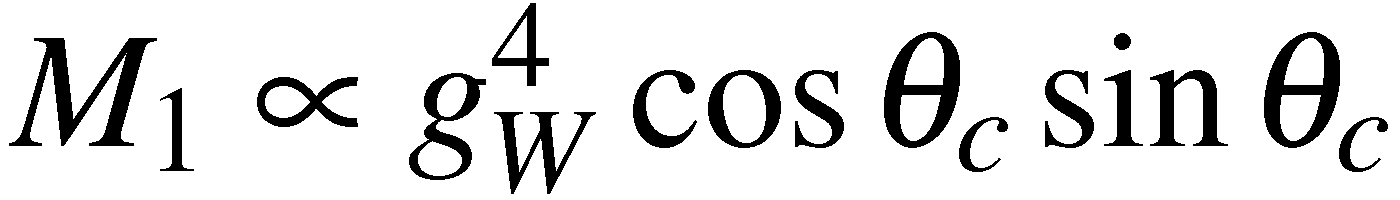 M₁ ∝ g_W⁴ cos θ_c sin θ_c